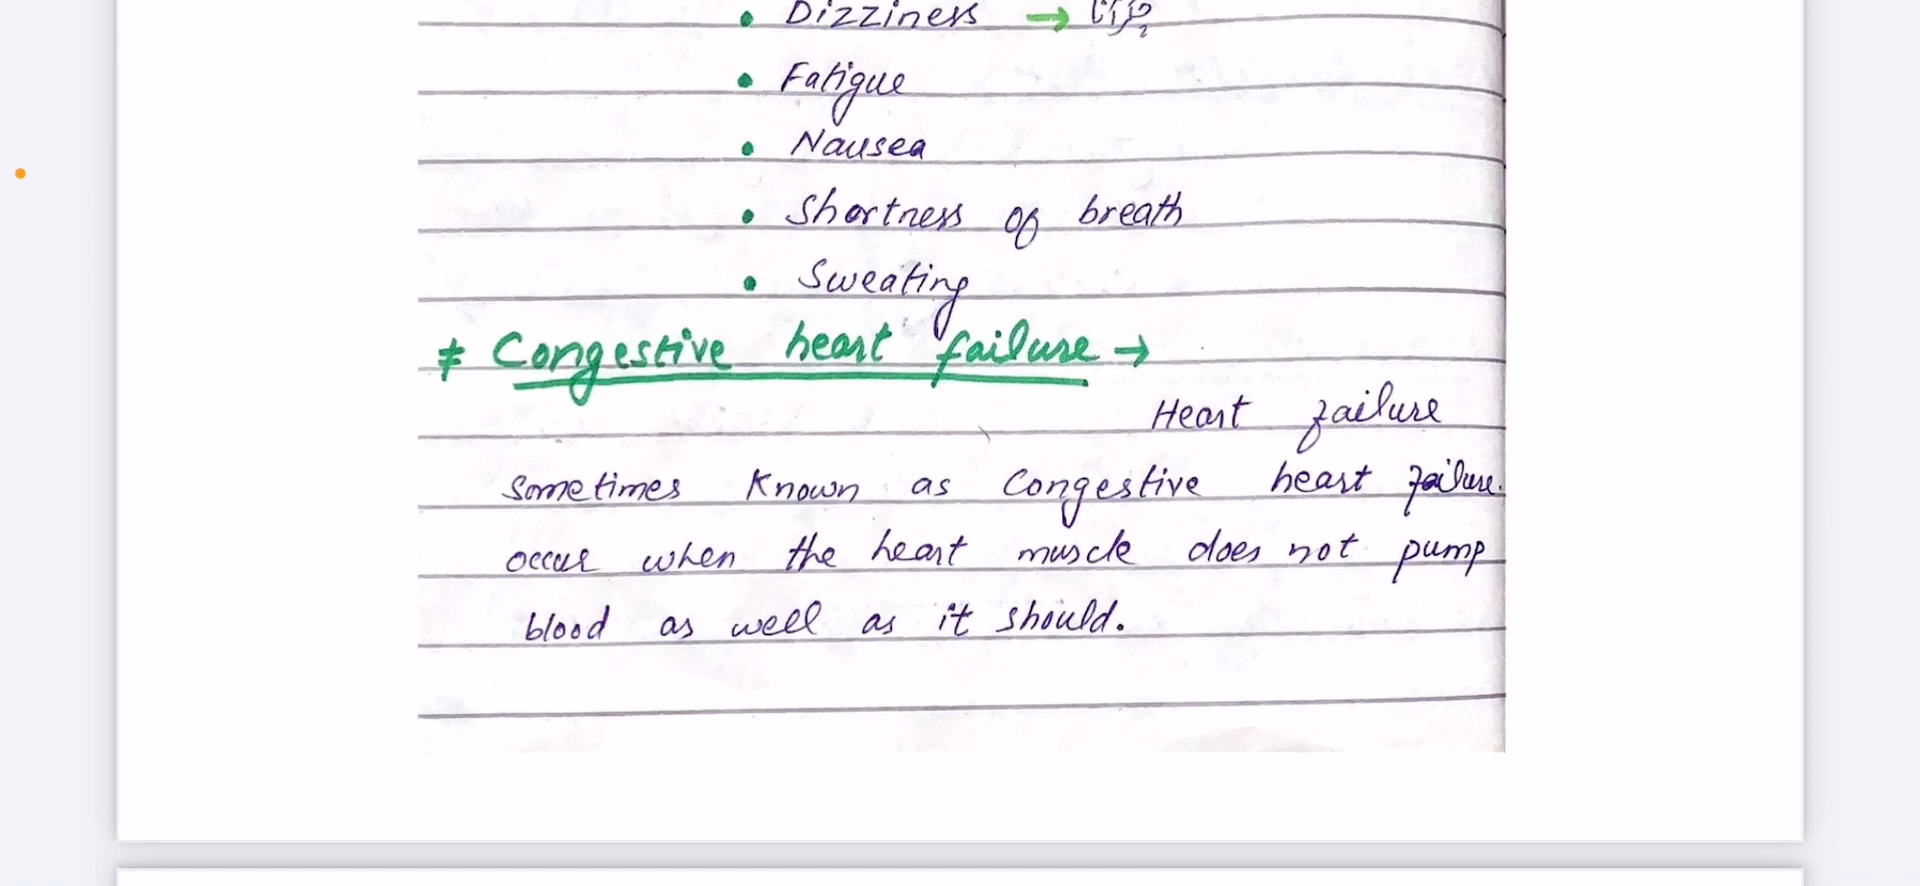 • Dizziness →
• Fatigue
• Nausea
• Shortness of breath
• Sweating
* Congestive heart failure →
Heart failure
sometimes known as congestive heart failure.
occur when the heart muscle does not pump
blood as well as it should.